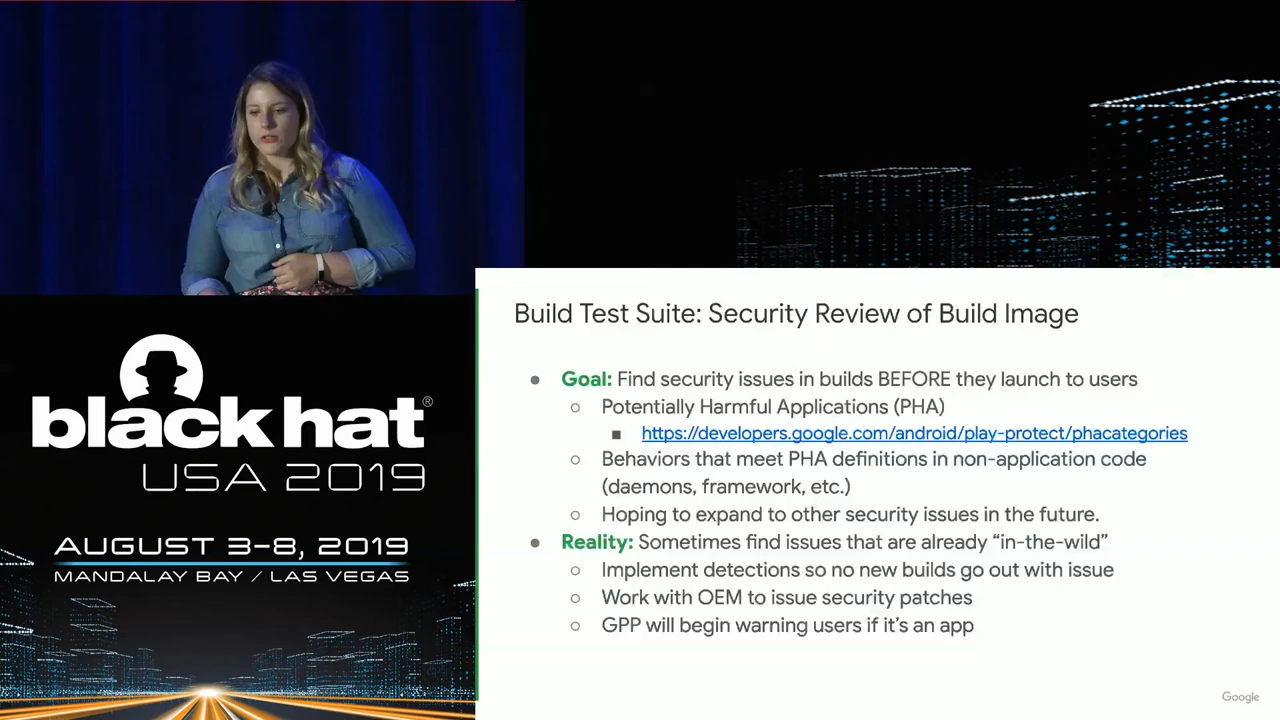 black hat®
USA 2019
AUGUST 3-8, 2019
MANDALAY BAY / LAS VEGAS
Build Test Suite: Security Review of Build Image
● Goal: Find security issues in builds BEFORE they launch to users
○ Potentially Harmful Applications (PHA)
■ https://developers.google.com/android/play-protect/phacategories
○ Behaviors that meet PHA definitions in non-application code
(daemons, framework, etc.)
○ Hoping to expand to other security issues in the future.
● Reality: Sometimes find issues that are already “in-the-wild”
○ Implement detections so no new builds go out with issue
○ Work with OEM to issue security patches
○ GPP will begin warning users if it’s an app
Google